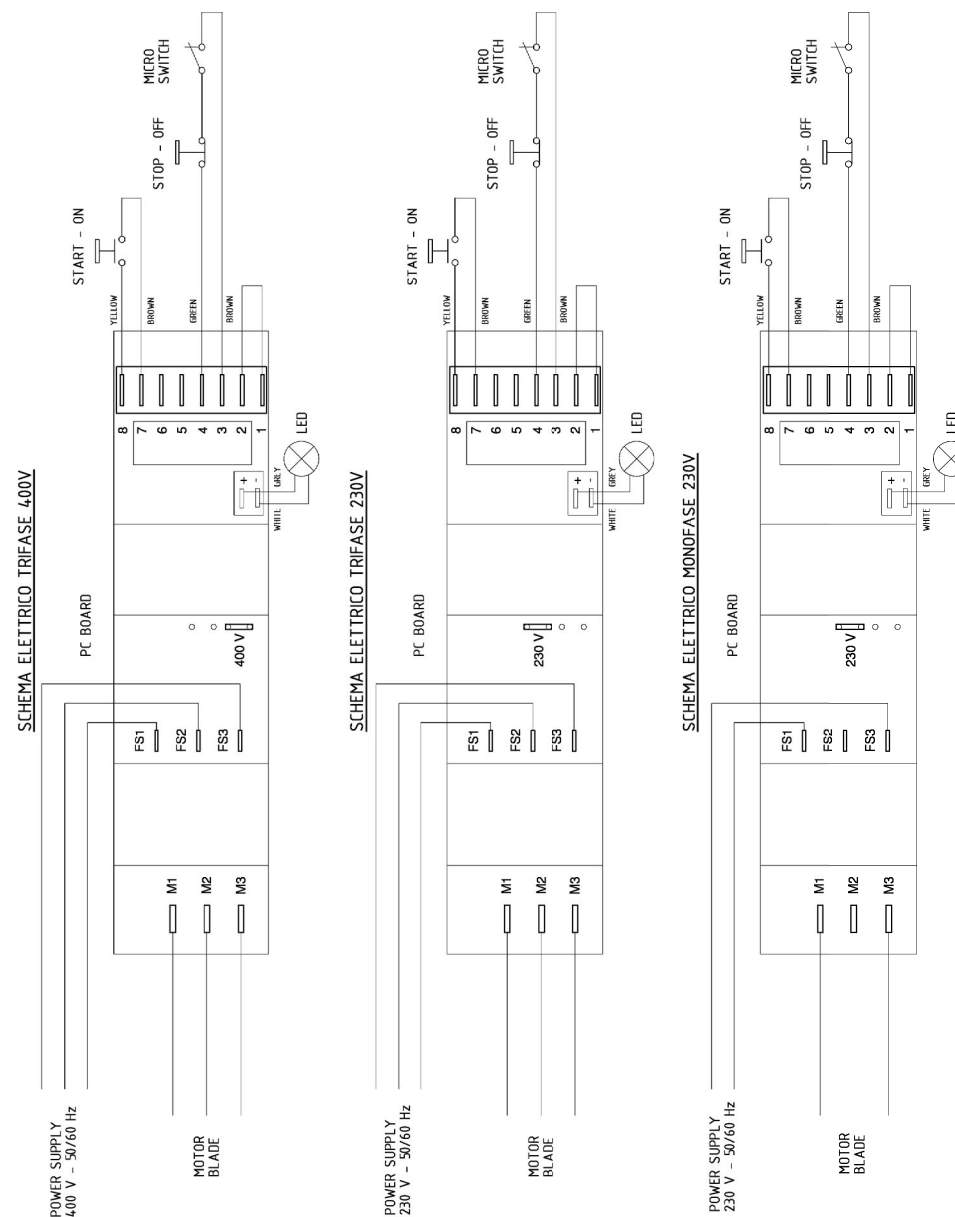 SCHEMA ELETTRICO TRIFASE 400V
POWER SUPPLY
400 V - 50/60 Hz
MOTOR
BLADE
PC BOARD
M1
M2
M3
FS1
FS2
FS3
400 V
+
-
WHITE
GREY
LED
8
7
6
5
4
3
2
1
YELLOW
BROWN
GREEN
BROWN
START - ON
STOP - OFF
MICRO
SWITCH
SCHEMA ELETTRICO TRIFASE 230V
POWER SUPPLY
230 V - 50/60 Hz
MOTOR
BLADE
PC BOARD
M1
M2
M3
FS1
FS2
FS3
230 V
+
-
WHITE
GREY
LED
8
7
6
5
4
3
2
1
YELLOW
BROWN
GREEN
BROWN
START - ON
STOP - OFF
MICRO
SWITCH
SCHEMA ELETTRICO MONOFASE 230V
POWER SUPPLY
230 V - 50/60 Hz
MOTOR
BLADE
PC BOARD
M1
M2
M3
FS1
FS2
FS3
230 V
+
-
WHITE
GREY
LED
8
7
6
5
4
3
2
1
YELLOW
BROWN
GREEN
BROWN
START - ON
STOP - OFF
MICRO
SWITCH